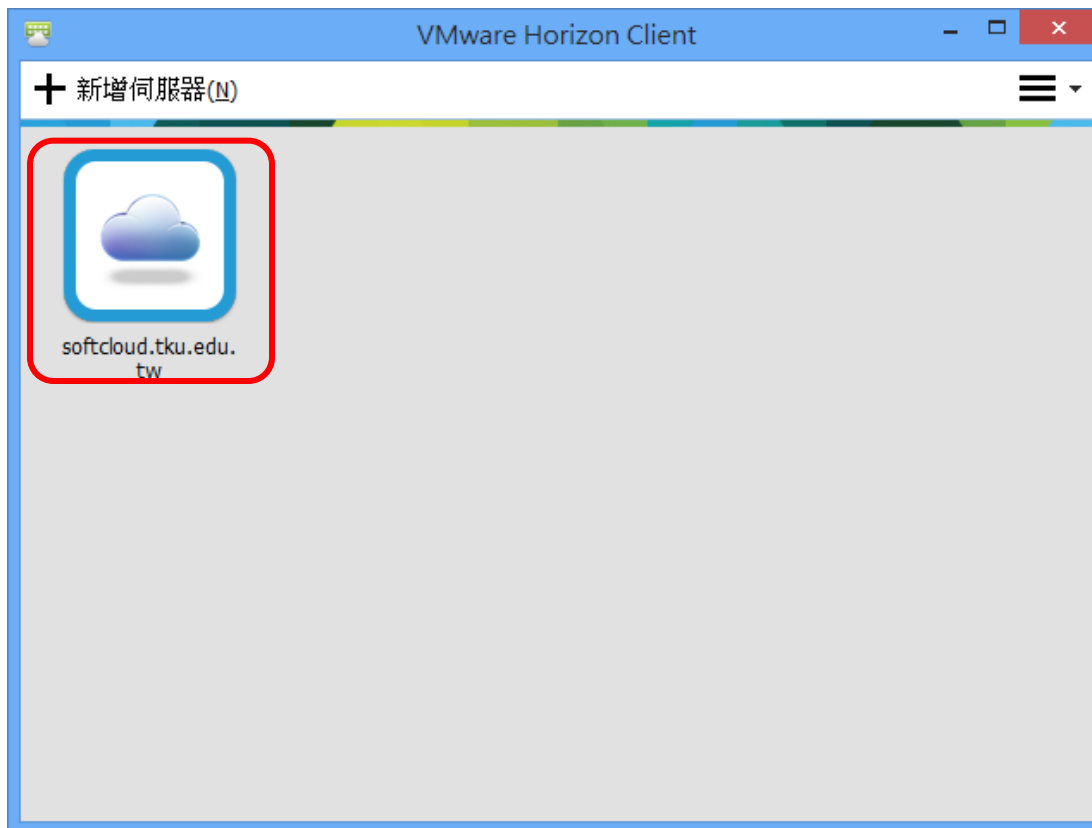 VMware Horizon Client
新增伺服器(N)
softcloud.tku.edu.
tw